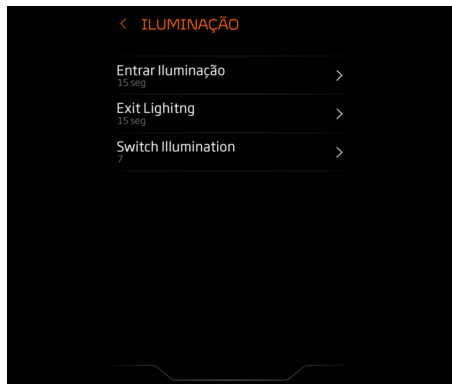 ILUMINAÇÃO
Entrar Iluminação
15 seg
Exit Lighitng
15 seg
Switch Illumination
7